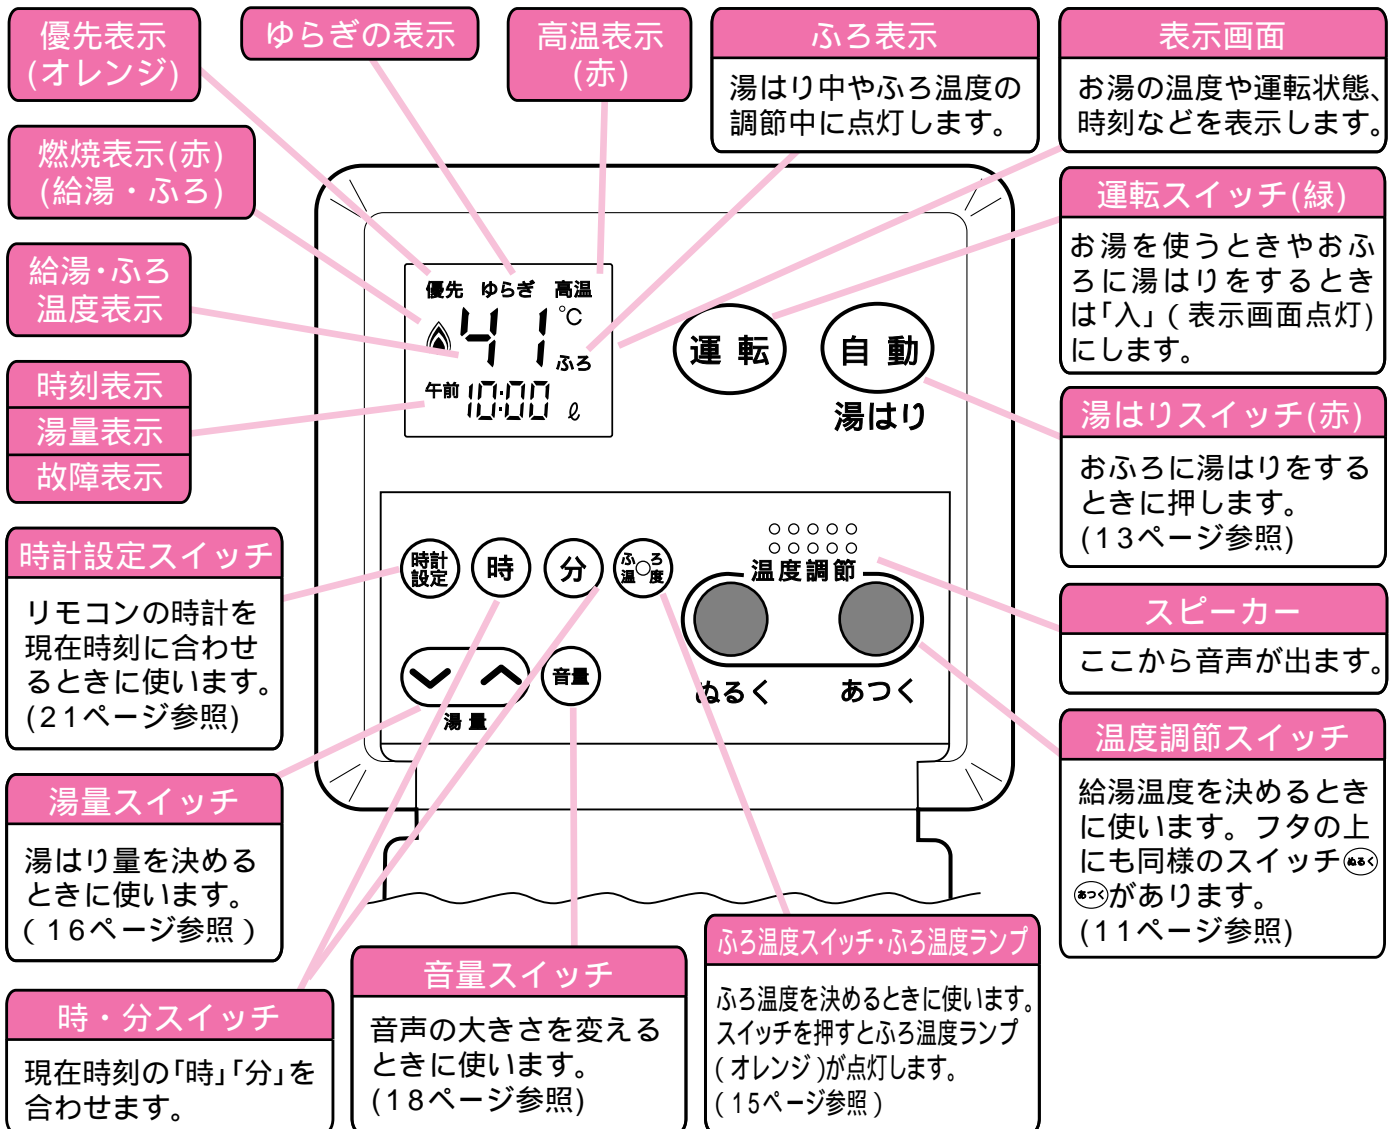 優先表示
(オレンジ)
ゆらぎの表示
高温表示
(赤)
ふろ表示
湯はり中やふろ温度の
調節中に点灯します。
表示画面
お湯の温度や運転状態、
時刻などを表示します。
燃焼表示(赤)
(給湯・ふろ)
給湯・ふろ
温度表示
時刻表示
湯量表示
故障表示
優先 ゆらぎ 高温
41 ℃
ふろ
午前 10:00 ℓ
運転
自動
湯はり
運転スイッチ(緑)
お湯を使うときやおふ
ろに湯はりをするとき
は「入」(表示画面点灯)
にします。
湯はりスイッチ(赤)
おふろに湯はりをする
ときに押します。
(13ページ参照)
時計設定スイッチ
リモコンの時計を
現在時刻に合わせ
るときに使います。
(21ページ参照)
時計
設定
時
分
ふろ
温度
温度調節
ぬるく
あつく
湯量
音量
スピーカー
ここから音声が出ます。
温度調節スイッチ
給湯温度を決めるとき
に使います。フタの上
にも同様のスイッチぬるく
あつくがあります。
(11ページ参照)
湯量スイッチ
湯はり量を決める
ときに使います。
(16ページ参照)
時・分スイッチ
現在時刻の「時」「分」を
合わせます。
音量スイッチ
音声の大きさを変える
ときに使います。
(18ページ参照)
ふろ温度スイッチ・ふろ温度ランプ
ふろ温度を決めるときに使います。
スイッチを押すとふろ温度ランプ
(オレンジ)が点灯します。
(15ページ参照)